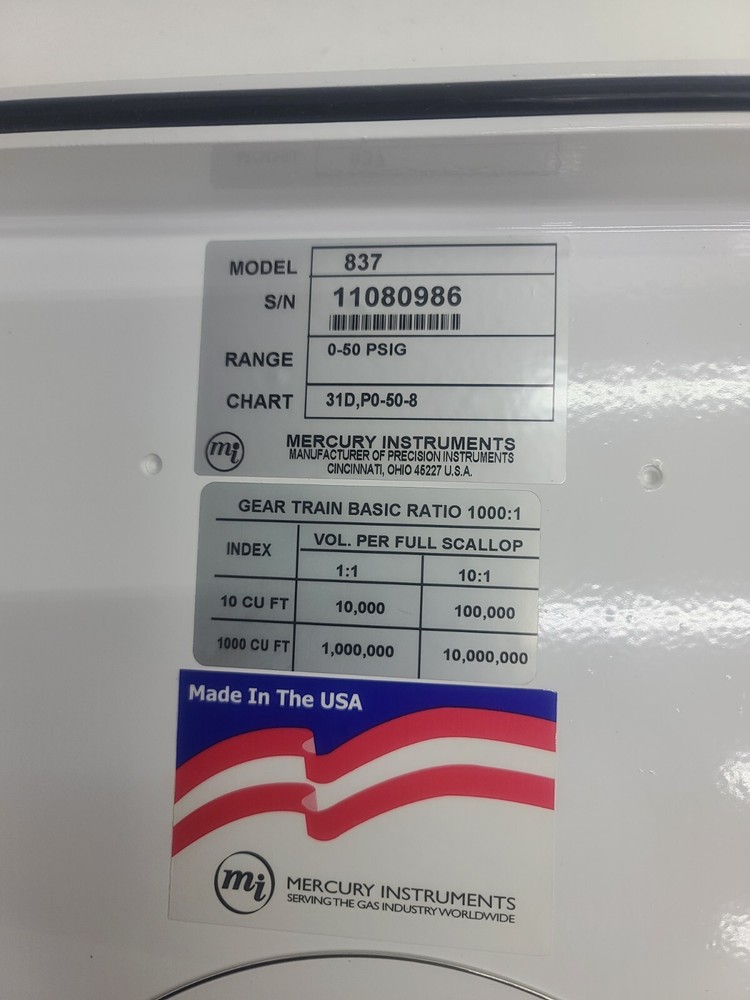 MODEL 837
S/N 11080986
RANGE 0-50 PSIG
CHART 31D,P0-50-8
mi
MERCURY INSTRUMENTS
MANUFACTURER OF PRECISION INSTRUMENTS
CINCINNATI, OHIO 45227 U.S.A.
GEAR TRAIN BASIC RATIO 1000:1
INDEX VOL. PER FULL SCALLOP
1:1 10:1
10 CU FT 10,000 100,000
1000 CU FT 1,000,000 10,000,000
Made In The USA
mi
MERCURY INSTRUMENTS
SERVING THE GAS INDUSTRY WORLDWIDE